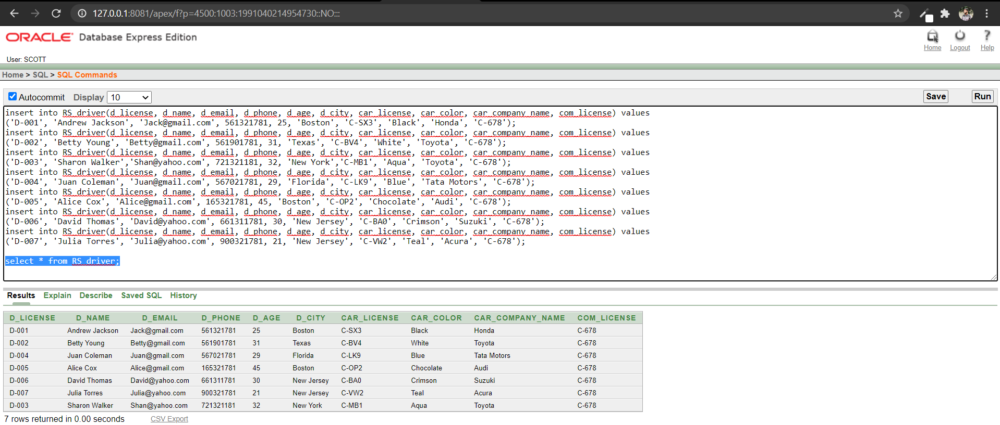 127.0.0.1:8081/apex/f?p=4500:1003:1991040214954730::NO:::
ORACLE Database Express Edition
Home Logout Help
User: SCOTT
Home > SQL > SQL Commands
Autocommit Display 10 Save Run
insert into RS_driver(d_license, d_name, d_email, d_phone, d_age, d_city, car_license, car_color, car_company_name, com_license) values
('D-001', 'Andrew Jackson', 'Jack@gmail.com', 561321781, 25, 'Boston', 'C-SX3', 'Black', 'Honda', 'C-678');
insert into RS_driver(d_license, d_name, d_email, d_phone, d_age, d_city, car_license, car_color, car_company_name, com_license) values
('D-002', 'Betty Young', 'Betty@gmail.com', 561901781, 31, 'Texas', 'C-BV4', 'White', 'Toyota', 'C-678');
insert into RS_driver(d_license, d_name, d_email, d_phone, d_age, d_city, car_license, car_color, car_company_name, com_license) values
('D-003', 'Sharon Walker','Shan@yahoo.com', 721321181, 32, 'New York','C-MB1', 'Aqua', 'Toyota', 'C-678');
insert into RS_driver(d_license, d_name, d_email, d_phone, d_age, d_city, car_license, car_color, car_company_name, com_license) values
('D-004', 'Juan Coleman', 'Juan@gmail.com', 567021781, 29, 'Florida', 'C-LK9', 'Blue', 'Tata Motors', 'C-678');
insert into RS_driver(d_license, d_name, d_email, d_phone, d_age, d_city, car_license, car_color, car_company_name, com_license) values
('D-005', 'Alice Cox', 'Alice@gmail.com', 165321781, 45, 'Boston', 'C-OP2', 'Chocolate', 'Audi', 'C-678');
insert into RS_driver(d_license, d_name, d_email, d_phone, d_age, d_city, car_license, car_color, car_company_name, com_license) values
('D-006', 'David Thomas', 'David@yahoo.com', 661311781, 30, 'New Jersey', 'C-BA0', 'Crimson', 'Suzuki', 'C-678');
insert into RS_driver(d_license, d_name, d_email, d_phone, d_age, d_city, car_license, car_color, car_company_name, com_license) values
('D-007', 'Julia Torres', 'Julia@yahoo.com', 900321781, 21, 'New Jersey', 'C-VW2', 'Teal', 'Acura', 'C-678');
select * from RS_driver;
Results Explain Describe Saved SQL History
D_LICENSE D_NAME D_EMAIL D_PHONE D_AGE D_CITY CAR_LICENSE CAR_COLOR CAR_COMPANY_NAME COM_LICENSE
D-001 Andrew Jackson Jack@gmail.com 561321781 25 Boston C-SX3 Black Honda C-678
D-002 Betty Young Betty@gmail.com 561901781 31 Texas C-BV4 White Toyota C-678
D-004 Juan Coleman Juan@gmail.com 567021781 29 Florida C-LK9 Blue Tata Motors C-678
D-005 Alice Cox Alice@gmail.com 165321781 45 Boston C-OP2 Chocolate Audi C-678
D-006 David Thomas David@yahoo.com 661311781 30 New Jersey C-BA0 Crimson Suzuki C-678
D-007 Julia Torres Julia@yahoo.com 900321781 21 New Jersey C-VW2 Teal Acura C-678
D-003 Sharon Walker Shan@yahoo.com 721321181 32 New York C-MB1 Aqua Toyota C-678
7 rows returned in 0.00 seconds CSV Export